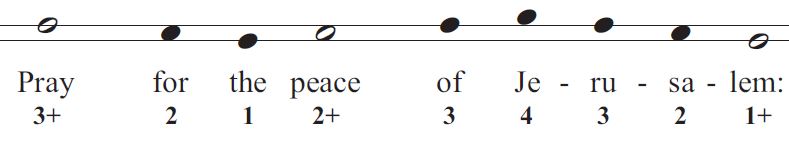 Pray for the peace of Je - ru - sa - lem:
3+ 2 1 2+ 3 4 3 2 1+